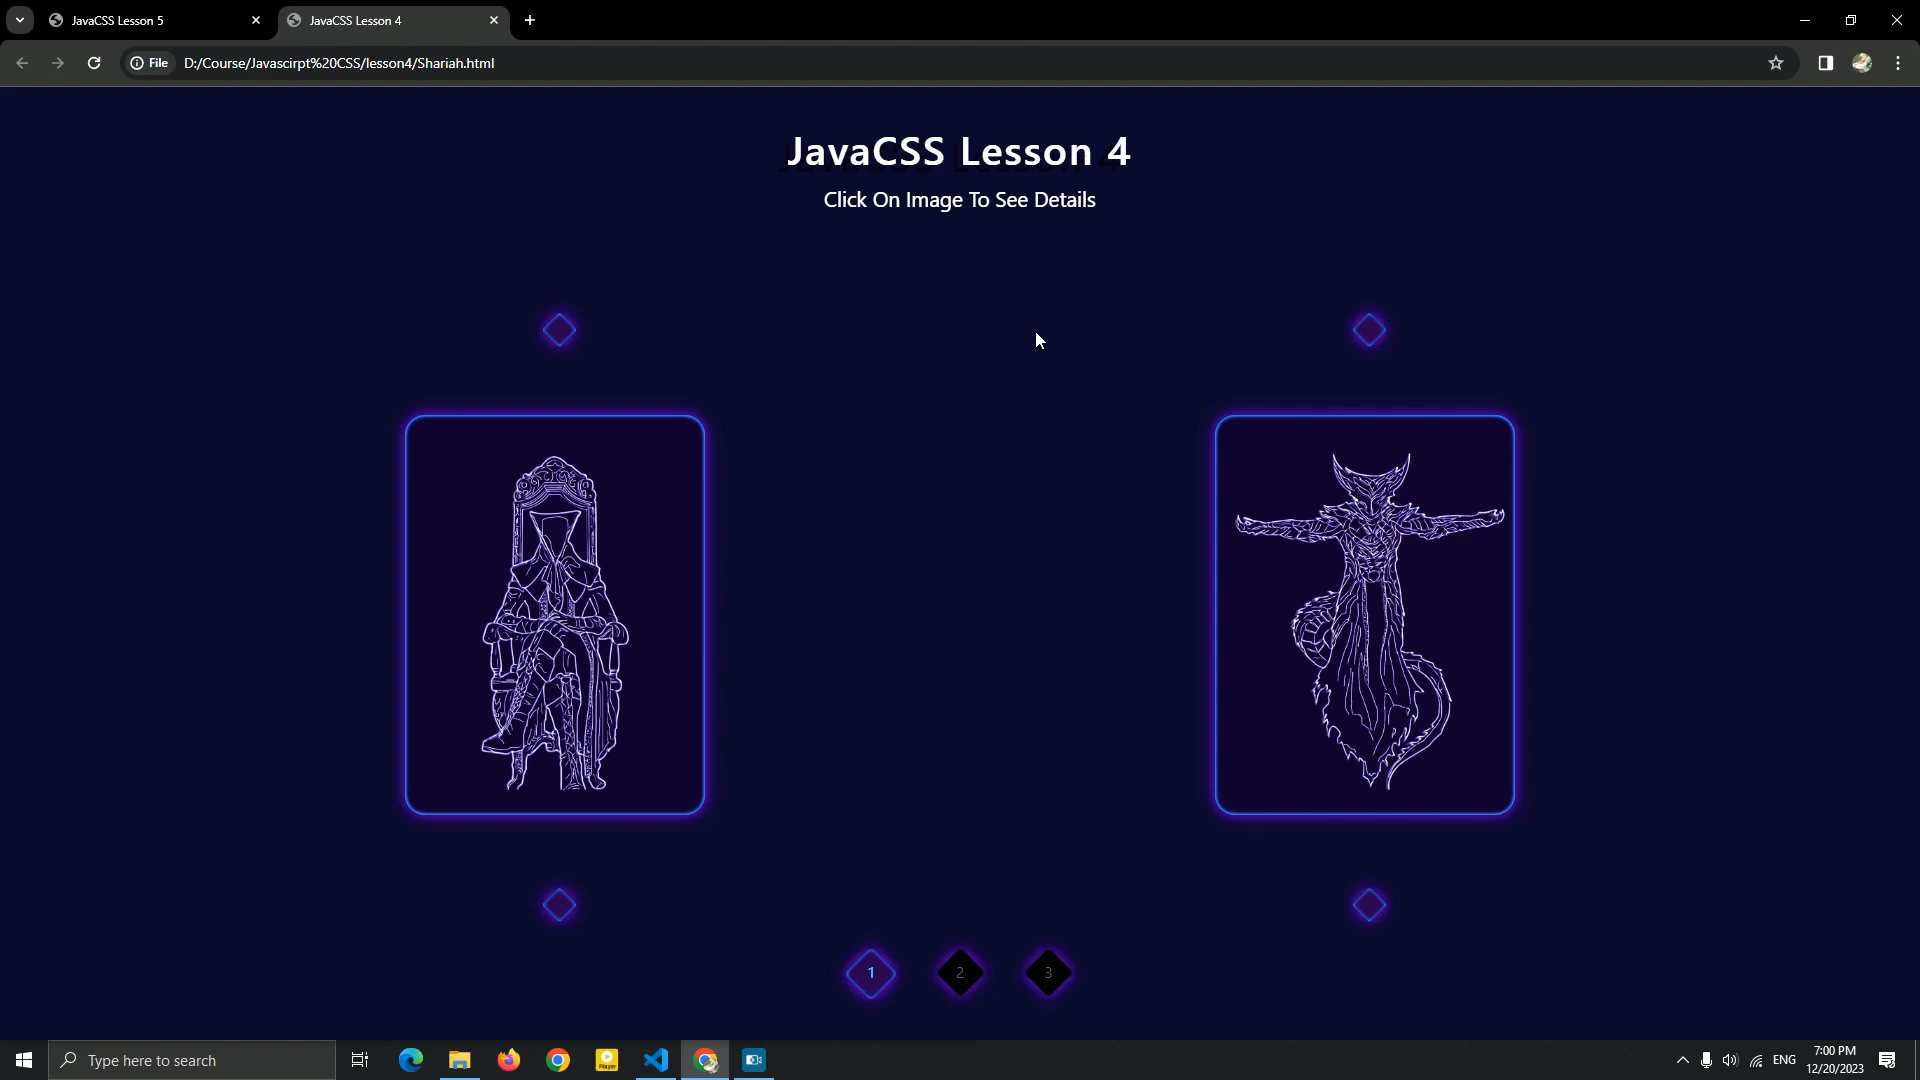 JavaCSS Lesson 5
JavaCSS Lesson 4
File D:/Course/Javascirpt%20CSS/lesson4/Shariah.html
JavaCSS Lesson 4
Click On Image To See Details
1 2 3
Type here to search
Player
ENG
7:00 PM
12/20/2023